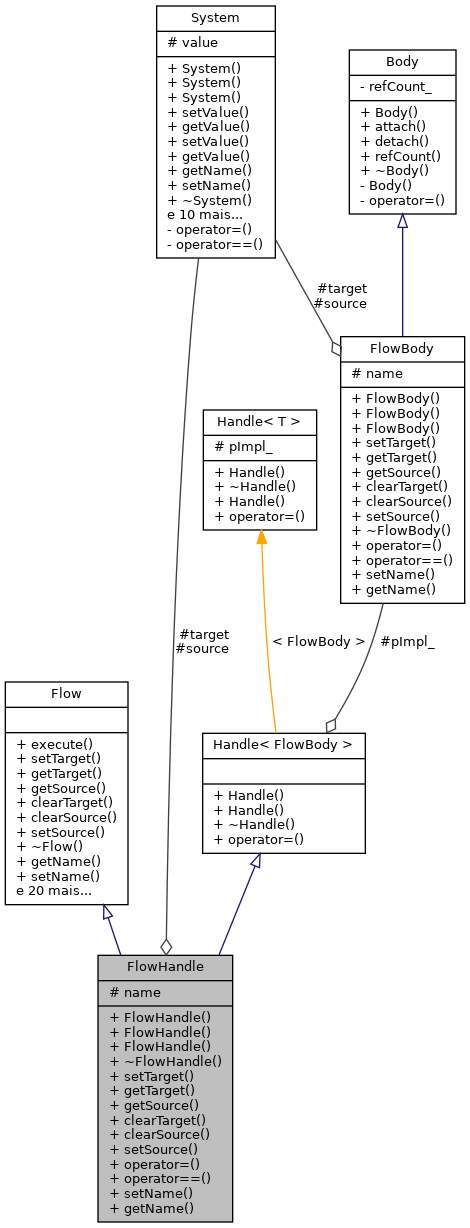 System
# value
+ System()
+ System()
+ System()
+ setValue()
+ getValue()
+ setValue()
+ getValue()
+ getName()
+ setName()
+ ~System()
e 10 mais...
- operator=()
- operator==()
Body
- refCount_
+ Body()
+ attach()
+ detach()
+ refCount()
+ ~Body()
- Body()
- operator=()
#target
#source
FlowBody
# name
+ FlowBody()
+ FlowBody()
+ FlowBody()
+ setTarget()
+ getTarget()
+ getSource()
+ clearTarget()
+ clearSource()
+ setSource()
+ ~FlowBody()
+ operator=()
+ operator==()
+ setName()
+ getName()
Handle< T >
# pImpl_
+ Handle()
+ ~Handle()
+ Handle()
+ operator=()
#target
#source
< FlowBody >
#pImpl_
Flow
+ execute()
+ setTarget()
+ getTarget()
+ getSource()
+ clearTarget()
+ clearSource()
+ setSource()
+ ~Flow()
+ getName()
+ setName()
e 20 mais...
Handle< FlowBody >
+ Handle()
+ Handle()
+ ~Handle()
+ operator=()
FlowHandle
# name
+ FlowHandle()
+ FlowHandle()
+ FlowHandle()
+ ~FlowHandle()
+ setTarget()
+ getTarget()
+ getSource()
+ clearTarget()
+ clearSource()
+ setSource()
+ operator=()
+ operator==()
+ setName()
+ getName()